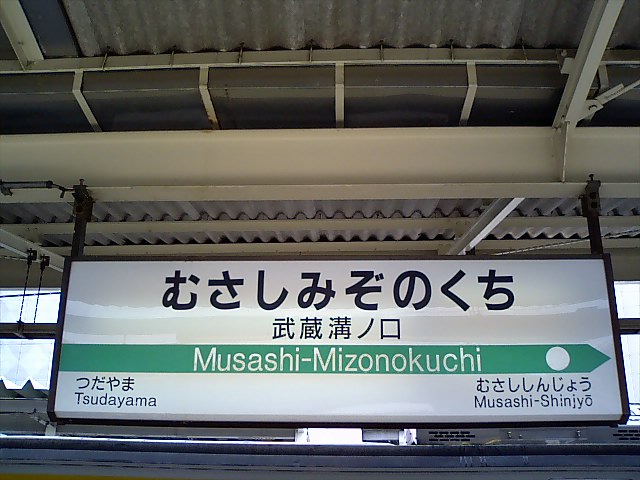 むさしみぞのくち
武蔵溝ノ口
Musashi-Mizonokuchi
つだやま
Tsudayama
むさししんじょう
Musashi-Shinjyō